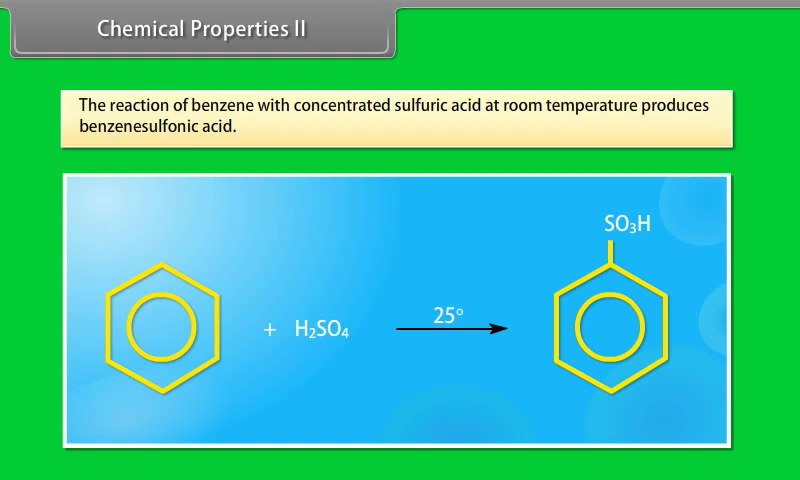 Chemical Properties II
The reaction of benzene with concentrated sulfuric acid at room temperature produces
benzenesulfonic acid.
SO₃H
+ H₂SO₄
25°